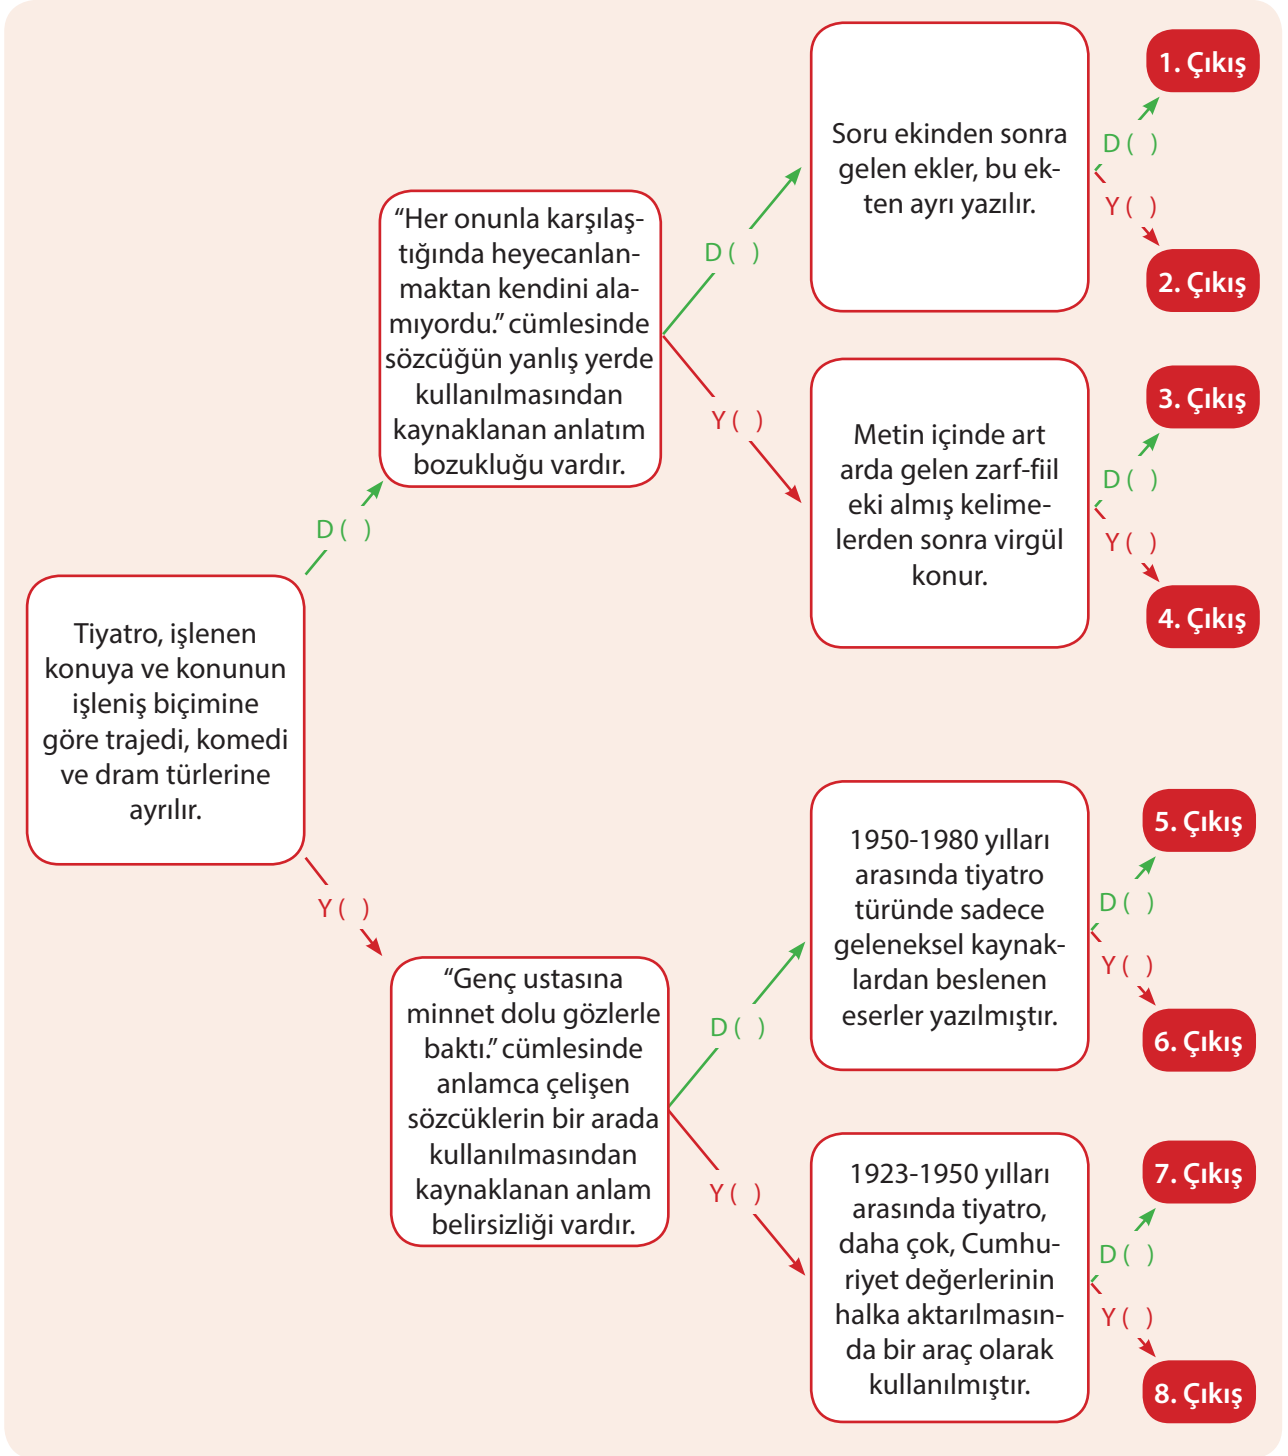 Tiyatro, işlenen
konuya ve konunun
işleniş biçimine
göre trajedi, komedi
ve dram türlerine
ayrılır.
D (  )
Y (  )
“Her onunla karşılaş-
tığında heyecanlan-
maktan kendini ala-
mıyordu.” cümlesinde
sözcüğün yanlış yerde
kullanılmasından
kaynaklanan anlatım
bozukluğu vardır.
D (  )
Y (  )
Soru ekinden sonra
gelen ekler, bu ek-
ten ayrı yazılır.
D (  )
Y (  )
1. Çıkış
2. Çıkış
Metin içinde art
arda gelen zarf-fiil
eki almış kelime-
lerden sonra virgül
konur.
D (  )
Y (  )
3. Çıkış
4. Çıkış
“Genç ustasına
minnet dolu gözlerle
baktı.” cümlesinde
anlamca çelişen
sözcüklerin bir arada
kullanılmasından
kaynaklanan anlam
belirsizliği vardır.
D (  )
Y (  )
1950-1980 yılları
arasında tiyatro
türünde sadece
geleneksel kaynak-
lardan beslenen
eserler yazılmıştır.
D (  )
Y (  )
5. Çıkış
6. Çıkış
1923-1950 yılları
arasında tiyatro,
daha çok, Cumhu-
riyet değerlerinin
halka aktarılmasın-
da bir araç olarak
kullanılmıştır.
D (  )
Y (  )
7. Çıkış
8. Çıkış